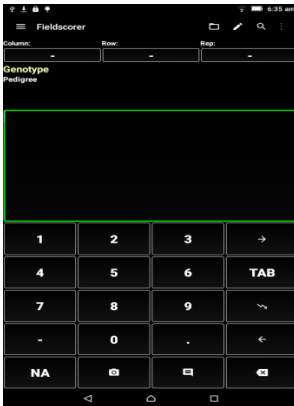 6:35 am
Fieldscorer
Column: Row: Rep:
- - -
Genotype
Pedigree
1 2 3 →
4 5 6 TAB
7 8 9
- 0 . ←
NA